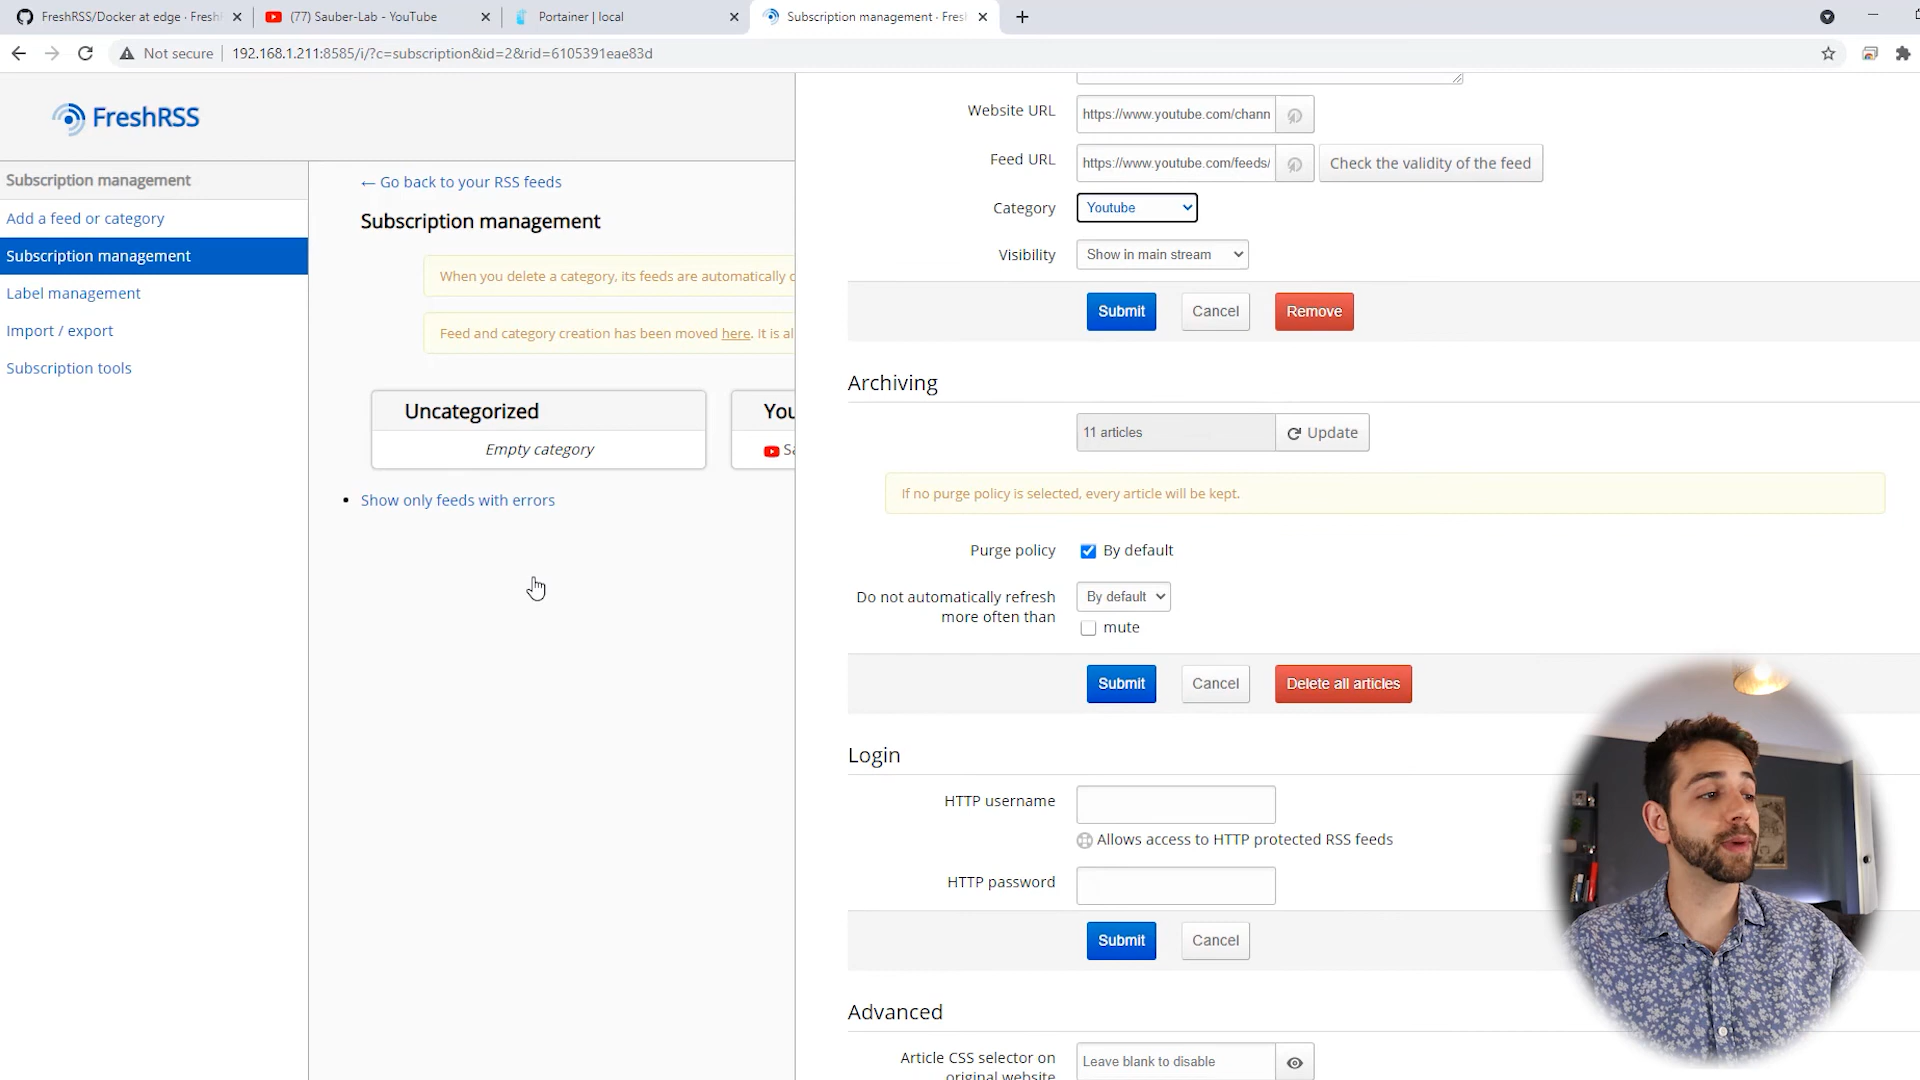 FreshRSS/Docker at edge · Fresh
(77) Sauber-Lab - YouTube
Portainer | local
Subscription management · Fres
Not secure
192.168.1.211:8585/i/?c=subscription&id=2&rid=6105391eae83d
FreshRSS
Subscription management
Add a feed or category
Subscription management
Label management
Import / export
Subscription tools
← Go back to your RSS feeds
Subscription management
When you delete a category, its feeds are automatically
Feed and category creation has been moved here. It is al
Uncategorized
Empty category
You
Sa
Show only feeds with errors
Website URL
https://www.youtube.com/chann
Feed URL
https://www.youtube.com/feeds/
Check the validity of the feed
Category
Youtube
Visibility
Show in main stream
Submit
Cancel
Remove
Archiving
11 articles
Update
If no purge policy is selected, every article will be kept.
Purge policy
By default
Do not automatically refresh
more often than
By default
mute
Submit
Cancel
Delete all articles
Login
HTTP username
Allows access to HTTP protected RSS feeds
HTTP password
Submit
Cancel
Advanced
Article CSS selector on
original website
Leave blank to disable